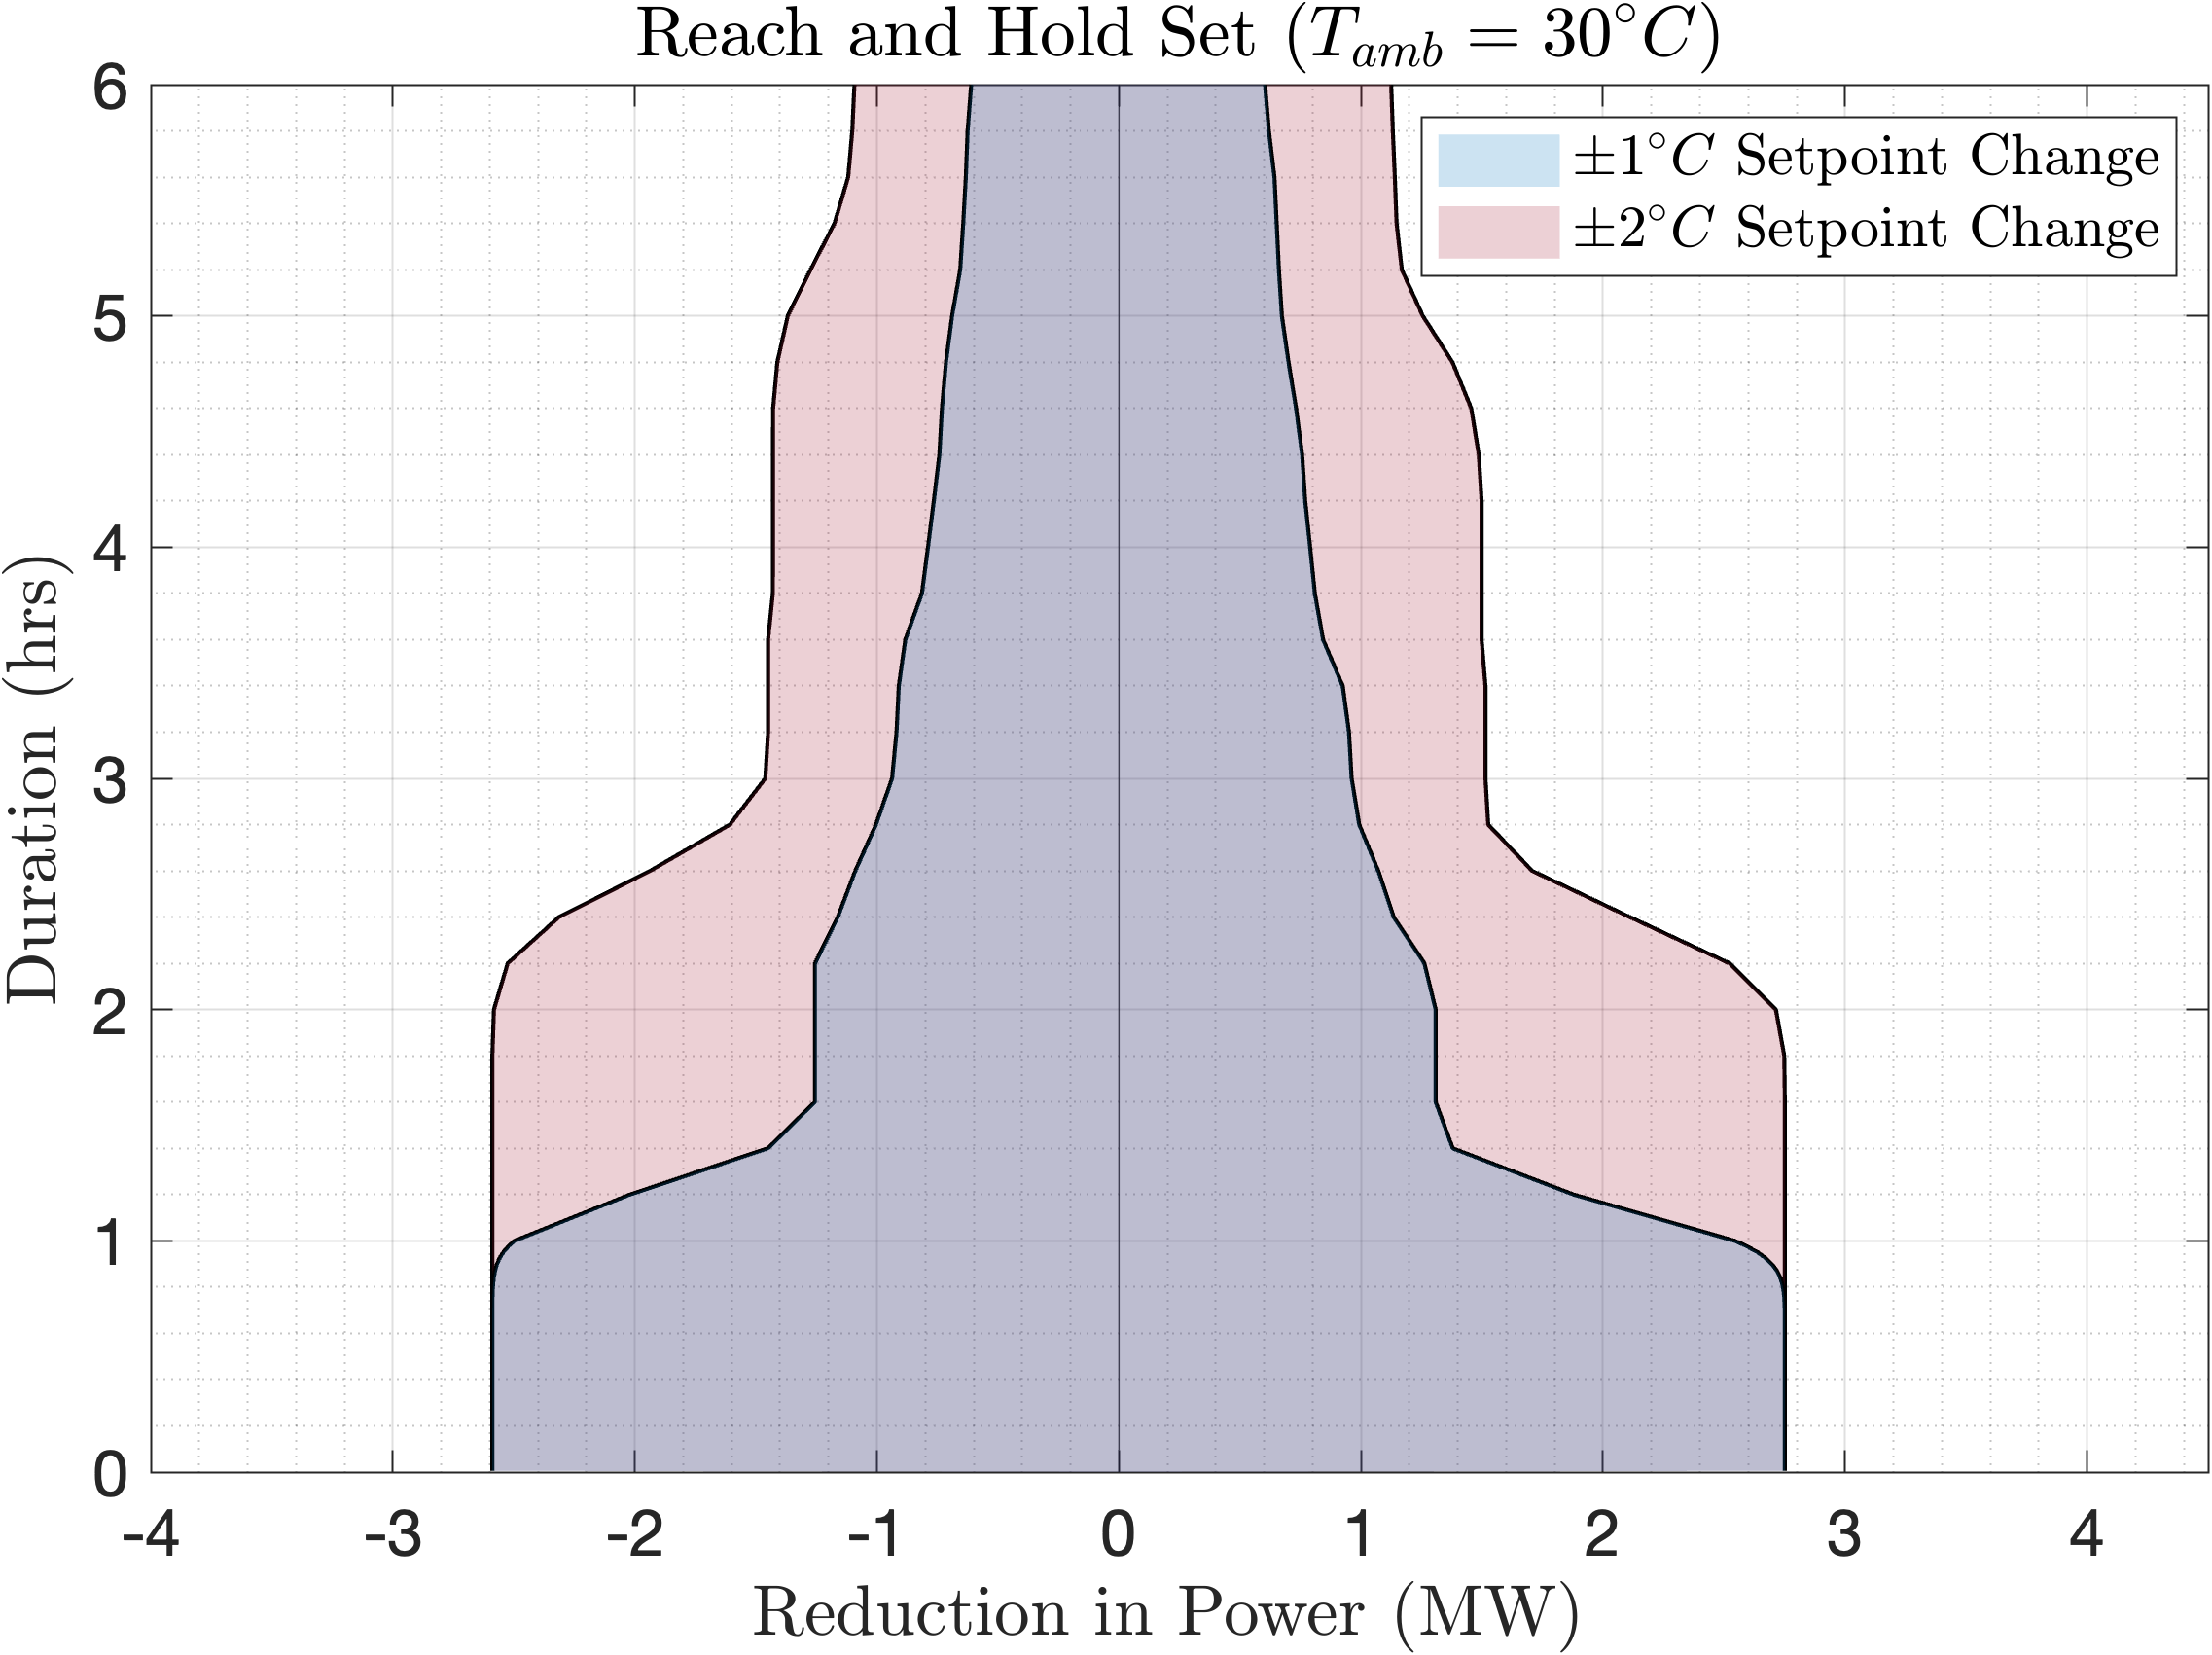 Reach and Hold Set (T_amb = 30°C)
±1°C Setpoint Change
±2°C Setpoint Change
6
5
4
3
2
1
0
Duration (hrs)
-4 -3 -2 -1 0 1 2 3 4
Reduction in Power (MW)